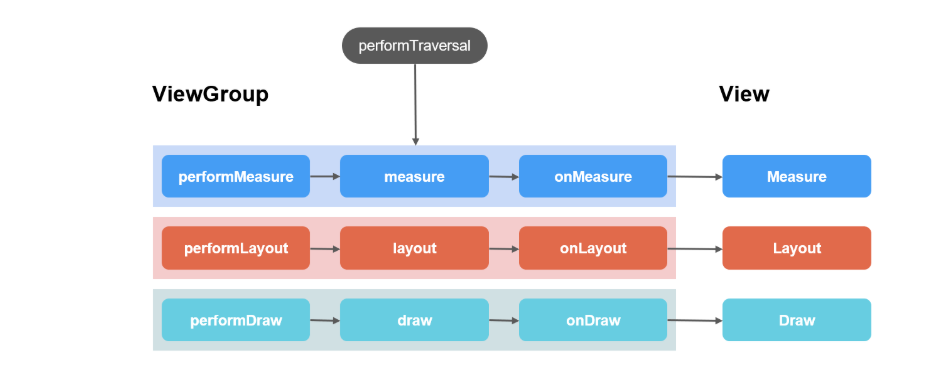 performTraversal
ViewGroup
View
performMeasure
measure
onMeasure
Measure
performLayout
layout
onLayout
Layout
performDraw
draw
onDraw
Draw